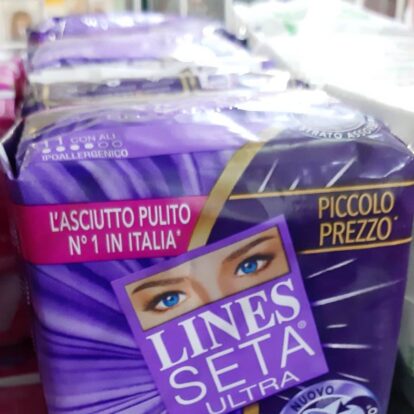 11 CON ALI
IPOALLERGENICO
L'ASCIUTTO PULITO
N° 1 IN ITALIA*
PICCOLO
PREZZO*
LINES
SETA®
ULTRA
NUOVO